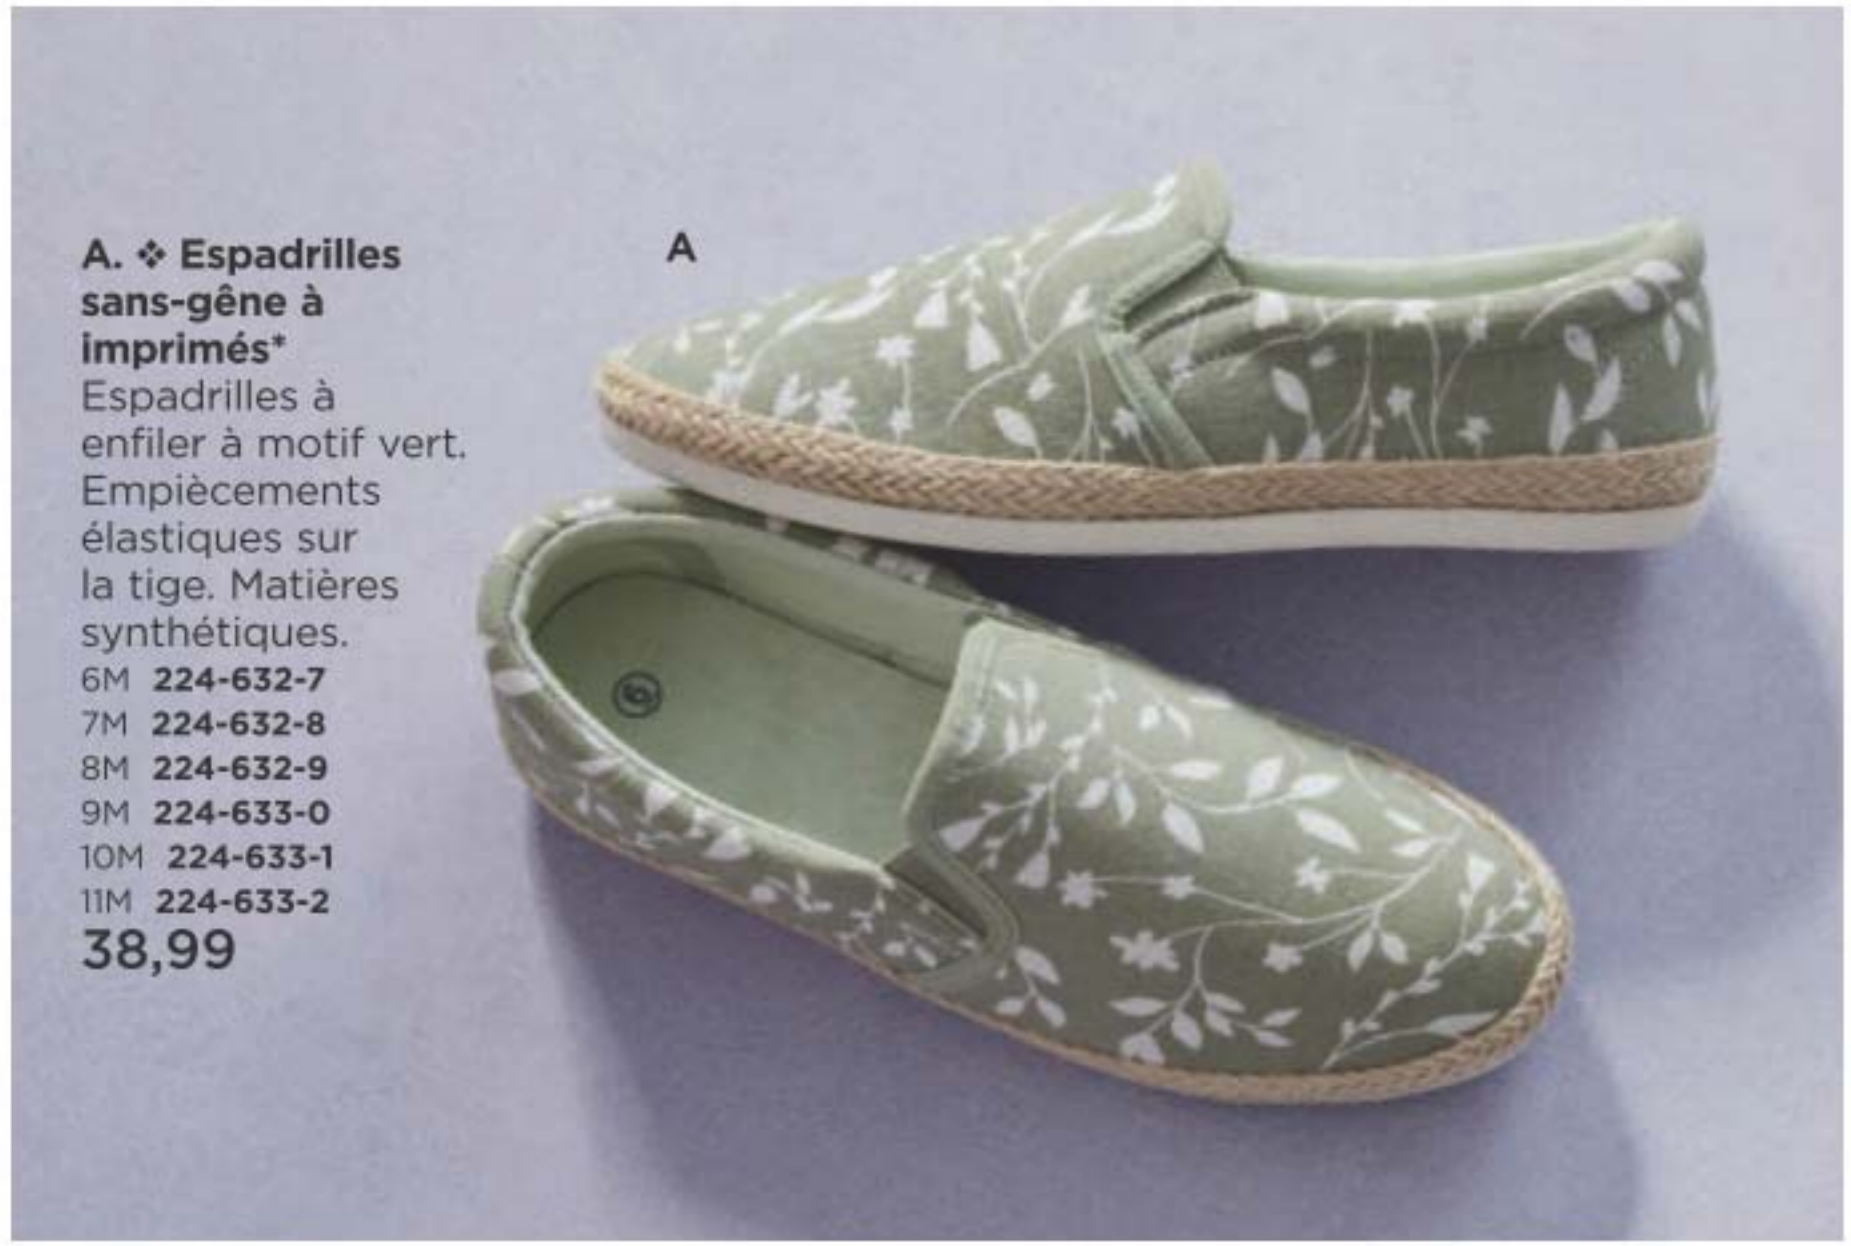 A. ❖ Espadrilles
sans-gêne à
imprimés*
Espadrilles à
enfiler à motif vert.
Empiècements
élastiques sur
la tige. Matières
synthétiques.
6M 224-632-7
7M 224-632-8
8M 224-632-9
9M 224-633-0
10M 224-633-1
11M 224-633-2
38,99
A
6